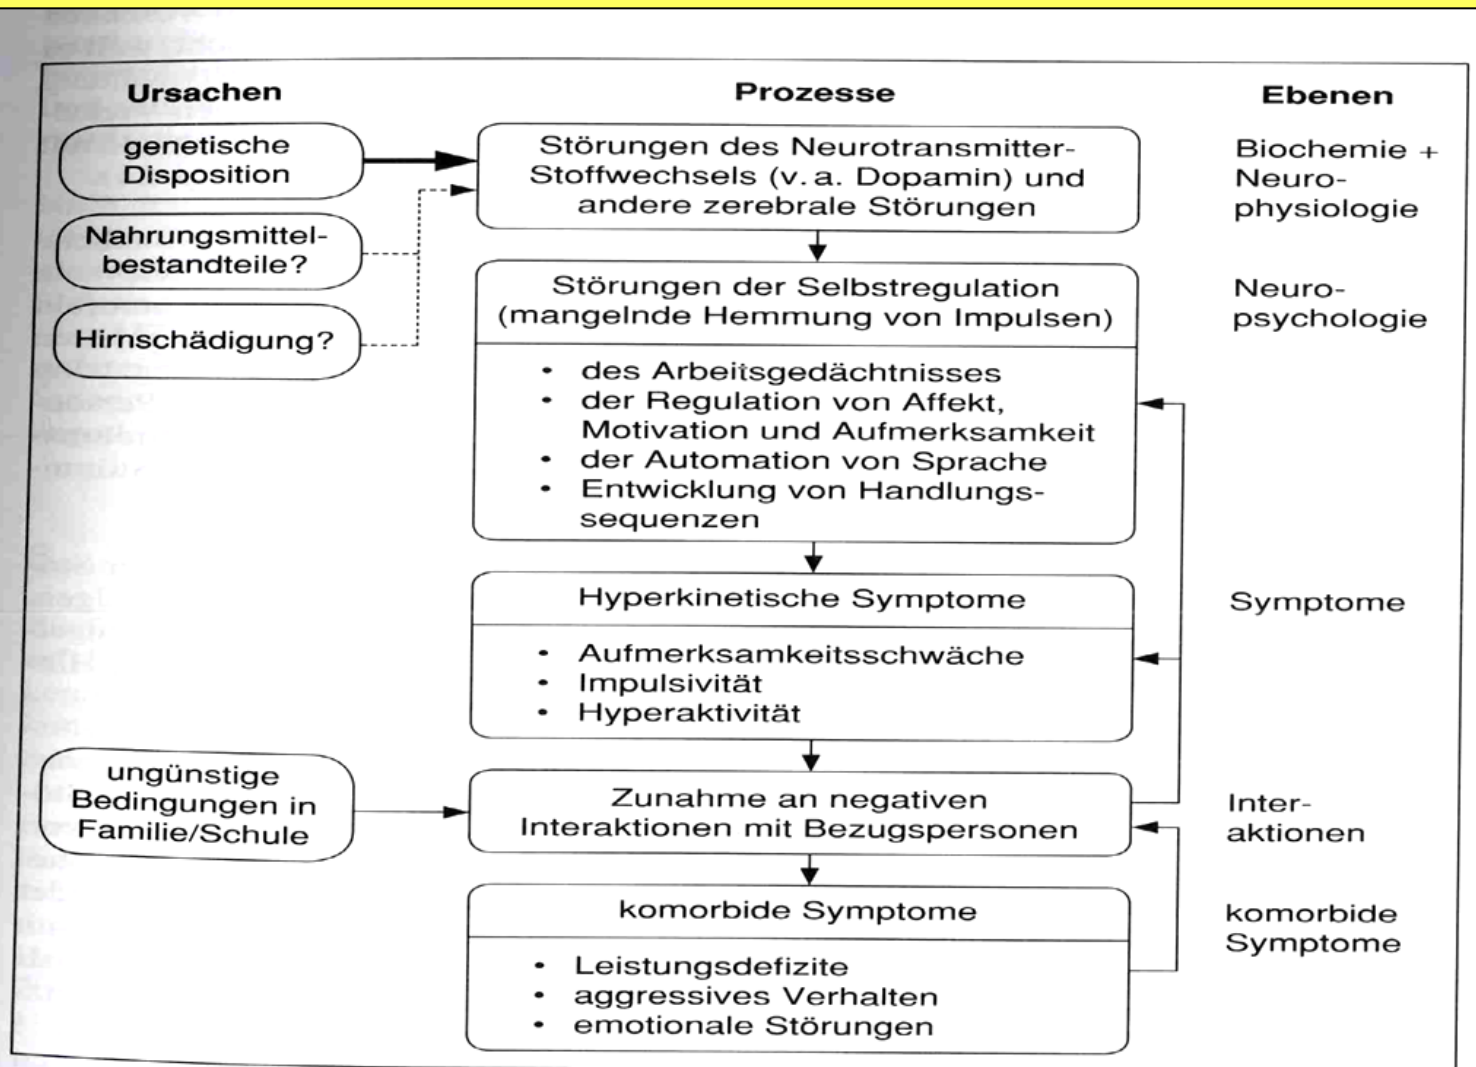 Ursachen
Prozesse
Ebenen
genetische
Disposition
Störungen des Neurotransmitter-
Stoffwechsels (v. a. Dopamin) und
andere zerebrale Störungen
Biochemie +
Neuro-
physiologie
Nahrungsmittel-
bestandteile?
Hirnschädigung?
Störungen der Selbstregulation
(mangelnde Hemmung von Impulsen)
Neuro-
psychologie
• des Arbeitsgedächtnisses
• der Regulation von Affekt,
Motivation und Aufmerksamkeit
• der Automation von Sprache
• Entwicklung von Handlungs-
sequenzen
Hyperkinetische Symptome
Symptome
• Aufmerksamkeitsschwäche
• Impulsivität
• Hyperaktivität
ungünstige
Bedingungen in
Familie/Schule
Zunahme an negativen
Interaktionen mit Bezugspersonen
Inter-
aktionen
komorbide Symptome
komorbide
Symptome
• Leistungsdefizite
• aggressives Verhalten
• emotionale Störungen